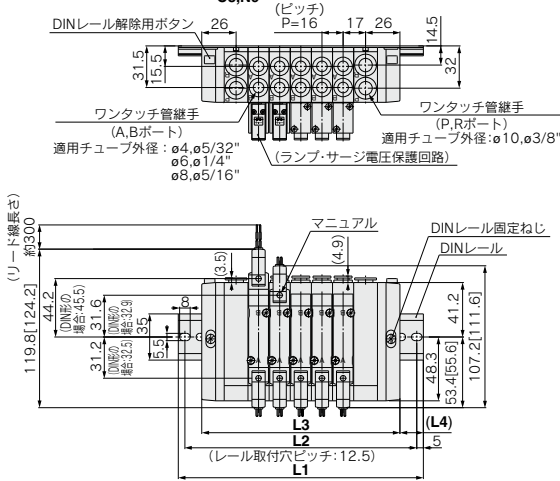 (ピッチ)
P=16
DINレール解除用ボタン
26
17
26
14.5
31.5
15.5
32
ワンタッチ管継手
(A,Bポート)
適用チューブ外径:ø4,ø5/32"
ø6,ø1/4"
ø8,ø5/16"
(ランプ・サージ電圧保護回路)
ワンタッチ管継手
(P,Rポート)
適用チューブ外径:ø10,ø3/8"
(リード線長さ)
約300
マニュアル
DINレール固定ねじ
DINレール
(3.5)
(4.9)
119.8[124.2]
44.2
(DIN形の
場合:45.5)
31.6
(DIN形の
場合:32.9)
31.2
(DIN形の
場合:32.5)
8
35
5.5
41.2
48.3
53.4[55.6]
107.2[111.6]
L3
(L4)
L2
5
(レール取付穴ピッチ:12.5)
L1